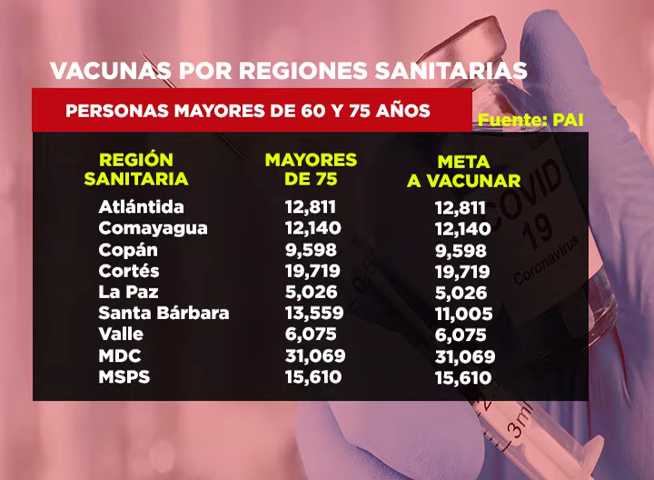 VACUNAS POR REGIONES SANITARIAS
PERSONAS MAYORES DE 60 Y 75 AÑOS
Fuente: PAI
REGIÓN SANITARIA MAYORES DE 75 META A VACUNAR
Atlántida 12,811 12,811
Comayagua 12,140 12,140
Copán 9,598 9,598
Cortés 19,719 19,719
La Paz 5,026 5,026
Santa Bárbara 13,559 11,005
Valle 6,075 6,075
MDC 31,069 31,069
MSPS 15,610 15,610
COVID
19
Coronavirus
3ml